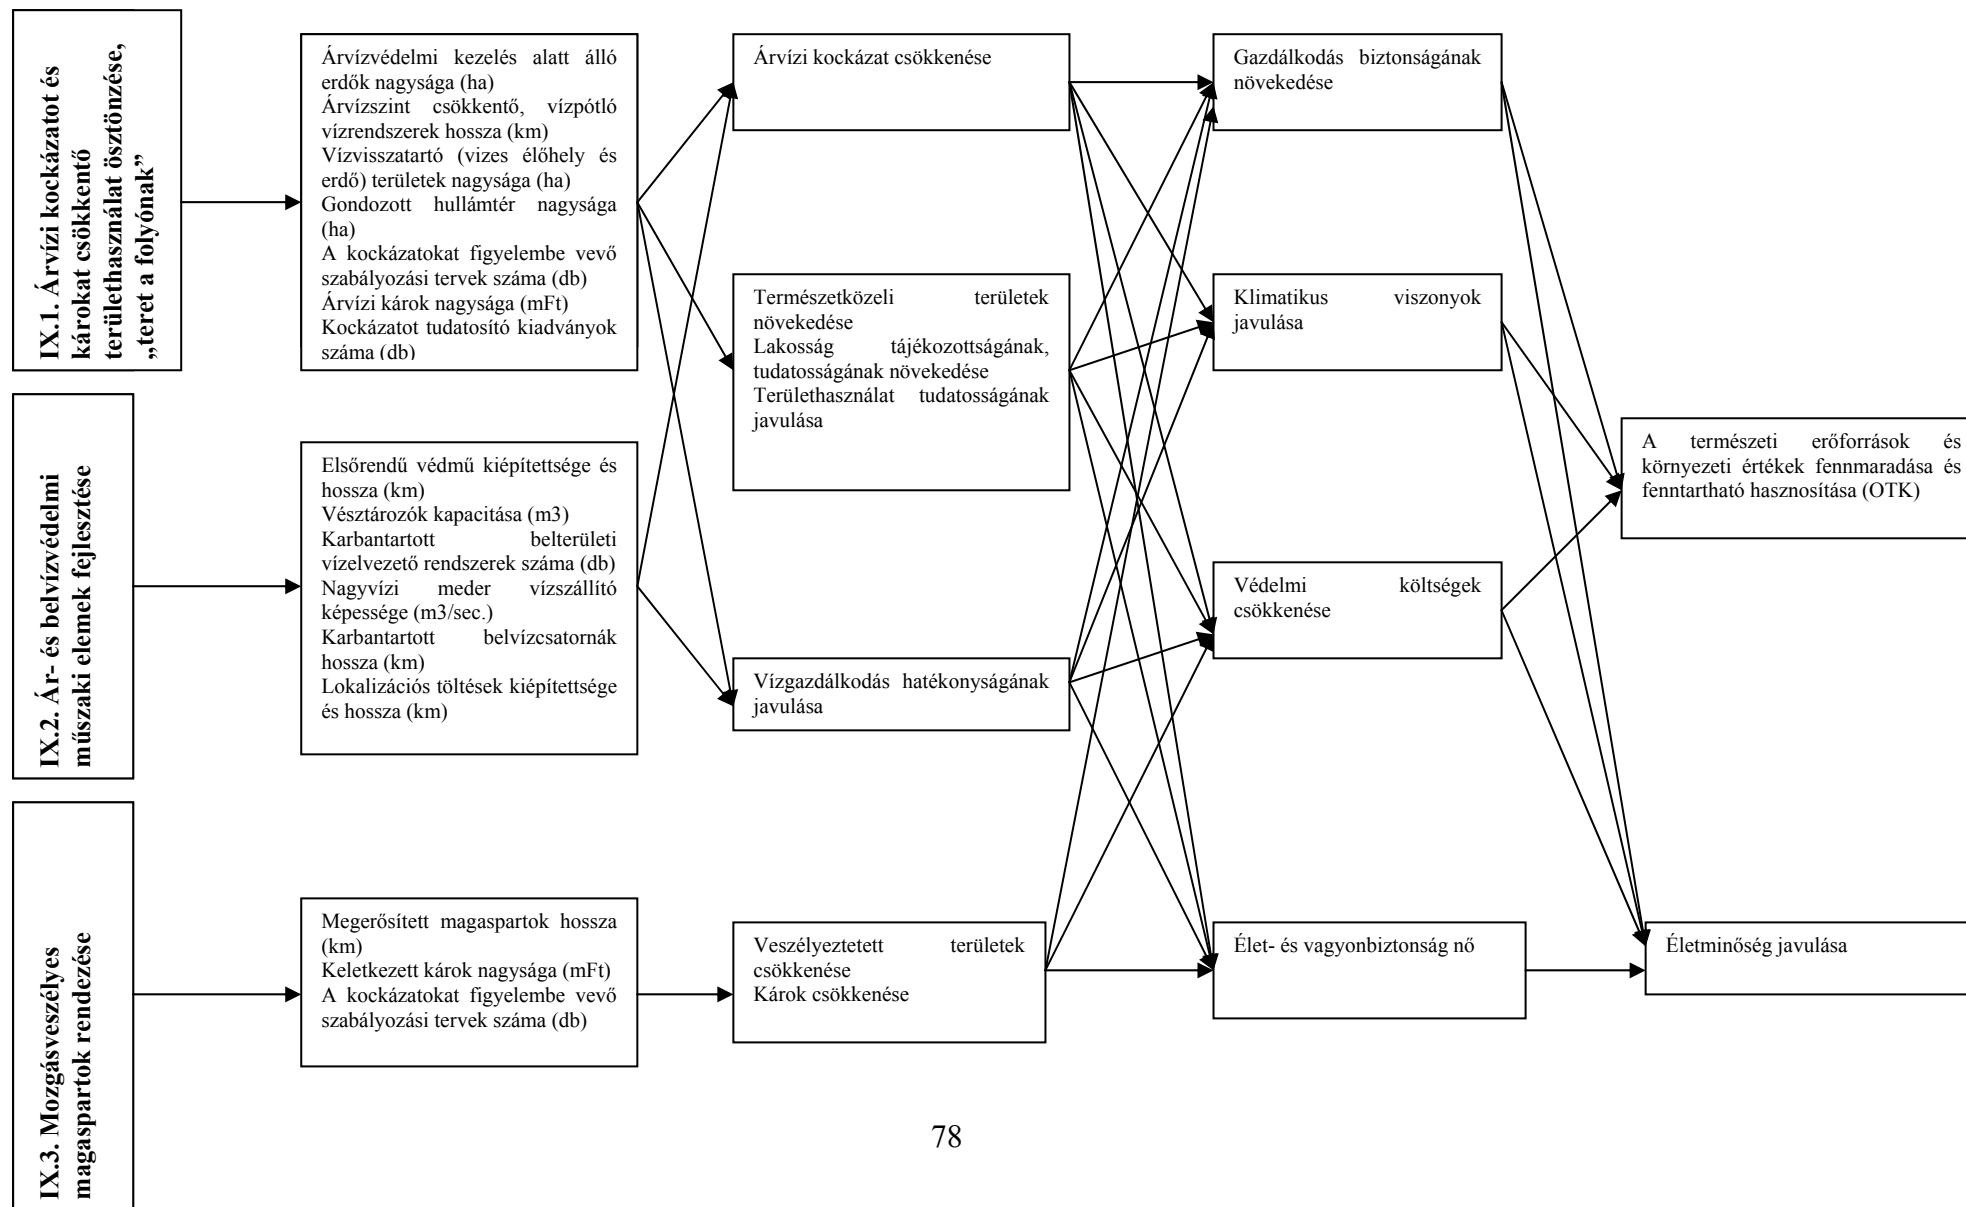 IX.1. Árvízi kockázatot és
károkat csökkentő
területhasználat ösztönzése,
„teret a folyónak”
Árvízvédelmi kezelés alatt álló
erdők nagysága (ha)
Árvízszint csökkentő, vízpótló
vízrendszerek hossza (km)
Vízvisszatartó (vizes élőhely és
erdő) területek nagysága (ha)
Gondozott hullámtér nagysága
(ha)
A kockázatokat figyelembe vevő
szabályozási tervek száma (db)
Árvízi károk nagysága (mFt)
Kockázatot tudatosító kiadványok
száma (db)
Árvízi kockázat csökkenése
Gazdálkodás biztonságának
növekedése
Természetközeli területek
növekedése
Lakosság tájékozottságának,
tudatosságának növekedése
Területhasználat tudatosságának
javulása
Klimatikus viszonyok
javulása
IX.2. Ár- és belvízvédelmi
műszaki elemek fejlesztése
Elsőrendű védmű kiépítettsége és
hossza (km)
Vésztározók kapacitása (m3)
Karbantartott belterületi
vízelvezető rendszerek száma (db)
Nagyvízi meder vízszállító
képessége (m3/sec.)
Karbantartott belvízcsatornák
hossza (km)
Lokalizációs töltések kiépítettsége
és hossza (km)
Vízgazdálkodás hatékonyságának
javulása
Védelmi költségek
csökkenése
A természeti erőforrások és
környezeti értékek fennmaradása és
fenntartható hasznosítása (OTK)
IX.3. Mozgásveszélyes
magaspartok rendezése
Megerősített magaspartok hossza
(km)
Keletkezett károk nagysága (mFt)
A kockázatokat figyelembe vevő
szabályozási tervek száma (db)
Veszélyeztetett területek
csökkenése
Károk csökkenése
Élet- és vagyonbiztonság nő
Életminőség javulása
78